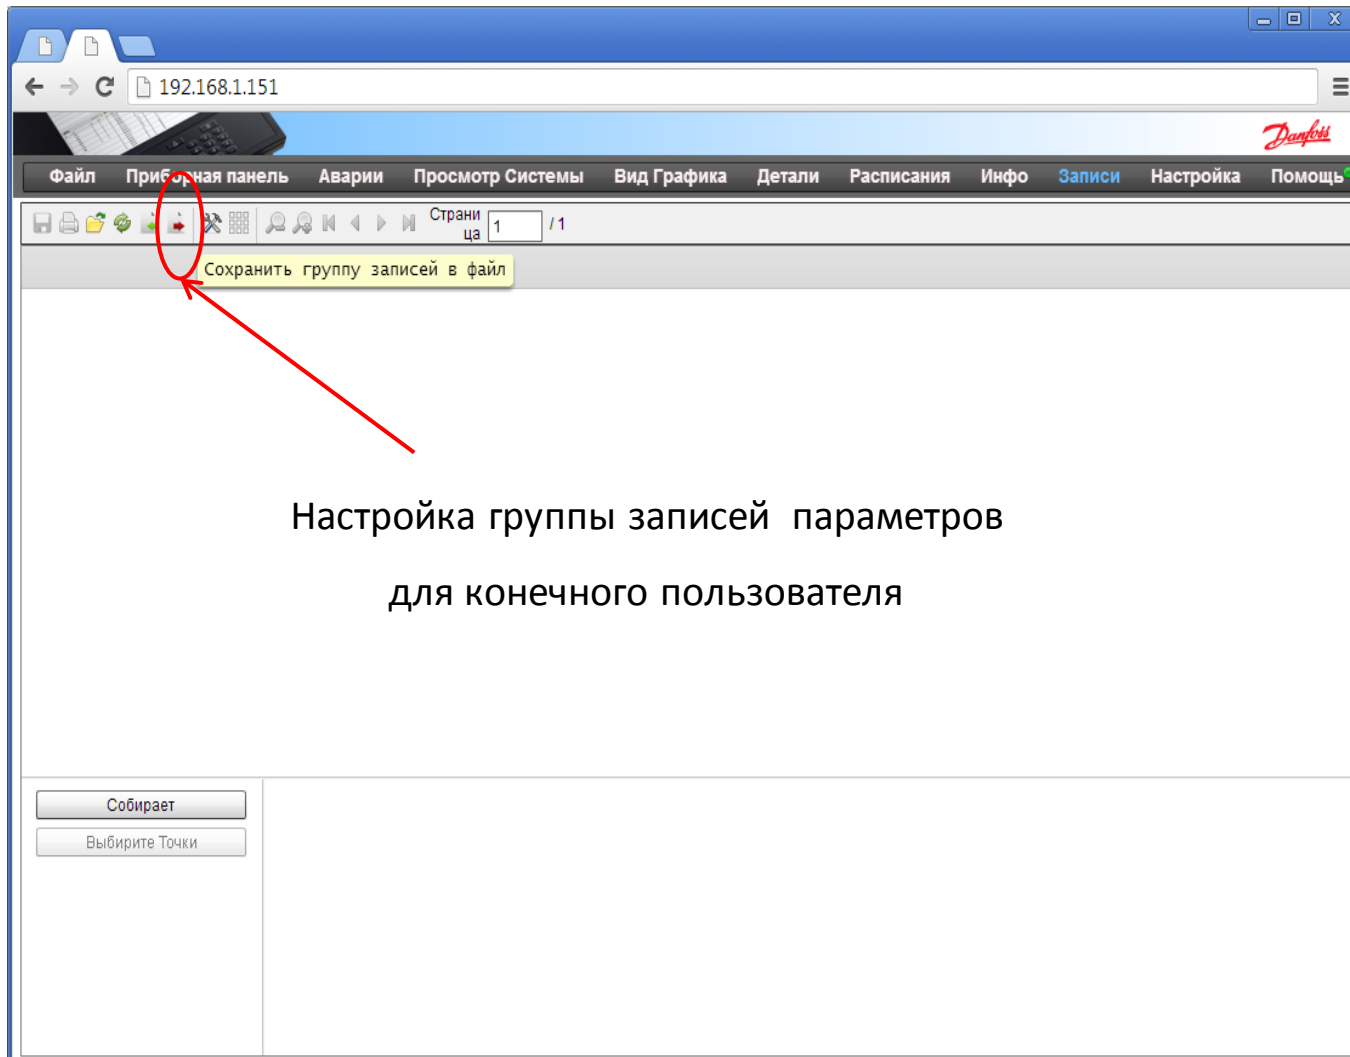 192.168.1.151
Danfoss
Файл Приборная панель Аварии Просмотр Системы Вид Графика Детали Расписания Инфо Записи Настройка Помощь
Страни
ца 1 / 1
Сохранить группу записей в файл
Настройка группы записей параметров
для конечного пользователя
Собирает
Выбирите Точки